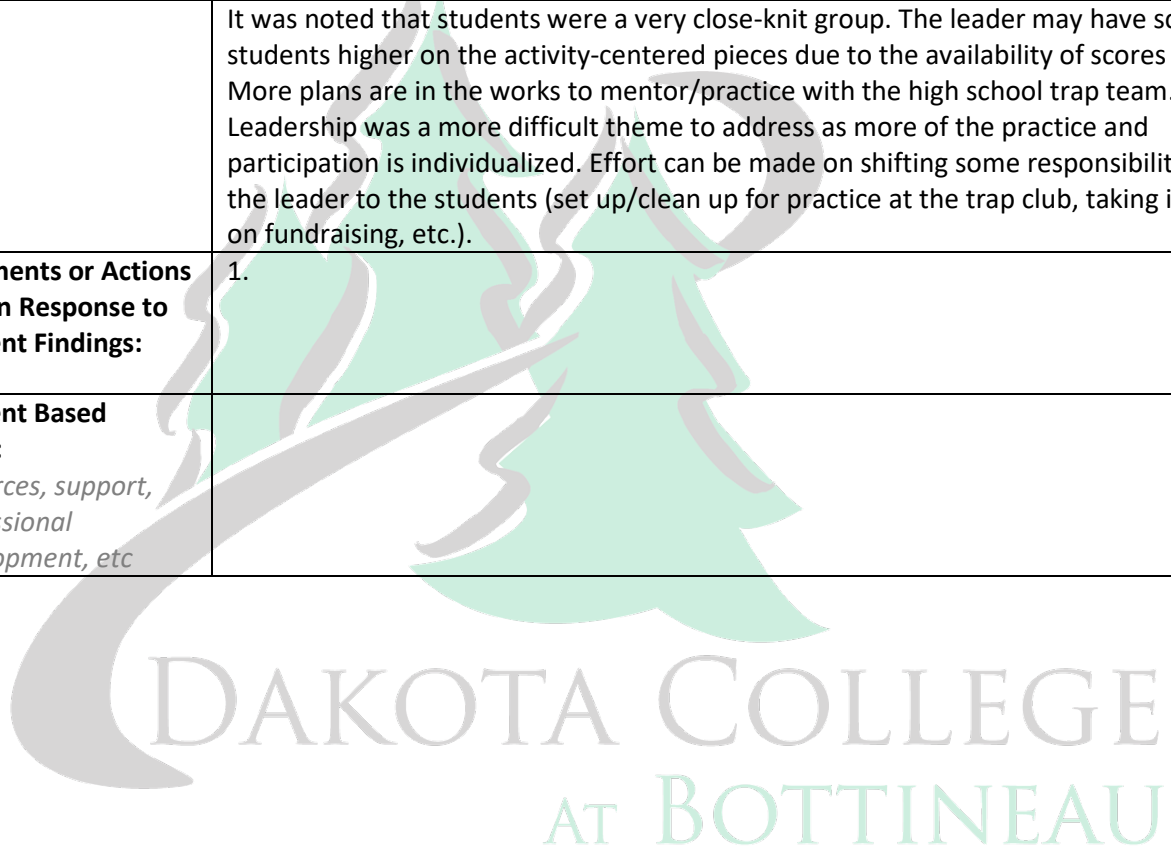 It was noted that students were a very close-knit group. The leader may have sc
students higher on the activity-centered pieces due to the availability of scores
More plans are in the works to mentor/practice with the high school trap team.
Leadership was a more difficult theme to address as more of the practice and
participation is individualized. Effort can be made on shifting some responsibilit
the leader to the students (set up/clean up for practice at the trap club, taking i
on fundraising, etc.).
nents or Actions
n Response to
nt Findings:
1.
nt Based
:
rces, support,
ssional
opment, etc
DAKOTA COLLEGE
AT BOTTINEAU